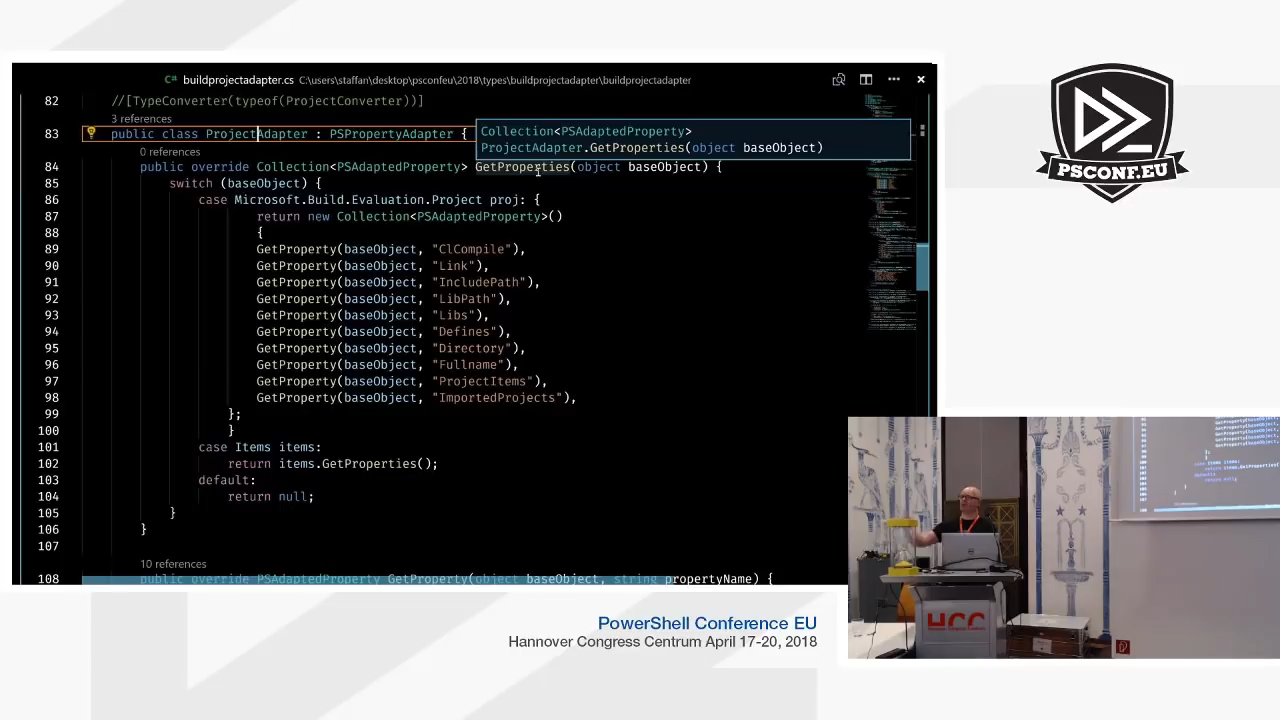 buildprojectadapter.cs C:\users\staffan\desktop\psconfeu\2018\types\buildprojectadapter\buildprojectadapter
82 //[TypeConverter(typeof(ProjectConverter))]
3 references
83 public class ProjectAdapter : PSPropertyAdapter {
Collection<PSAdaptedProperty>
ProjectAdapter.GetProperties(object baseObject)
0 references
84 public override Collection<PSAdaptedProperty> GetProperties(object baseObject) {
85 switch (baseObject) {
86 case Microsoft.Build.Evaluation.Project proj: {
87 return new Collection<PSAdaptedProperty>()
88 {
89 GetProperty(baseObject, "ClCompile"),
90 GetProperty(baseObject, "Link"),
91 GetProperty(baseObject, "IncludePath"),
92 GetProperty(baseObject, "LibPath"),
93 GetProperty(baseObject, "Libs"),
94 GetProperty(baseObject, "Defines"),
95 GetProperty(baseObject, "Directory"),
96 GetProperty(baseObject, "Fullname"),
97 GetProperty(baseObject, "ProjectItems"),
98 GetProperty(baseObject, "ImportedProjects"),
99 };
100 }
101 case Items items:
102 return items.GetProperties();
103 default:
104 return null;
105 }
106 }
107
10 references
108 public override PSAdaptedProperty GetProperty(object baseObject, string propertyName) {
PSCONF.EU
HCC
PowerShell Conference EU
Hannover Congress Centrum April 17-20, 2018